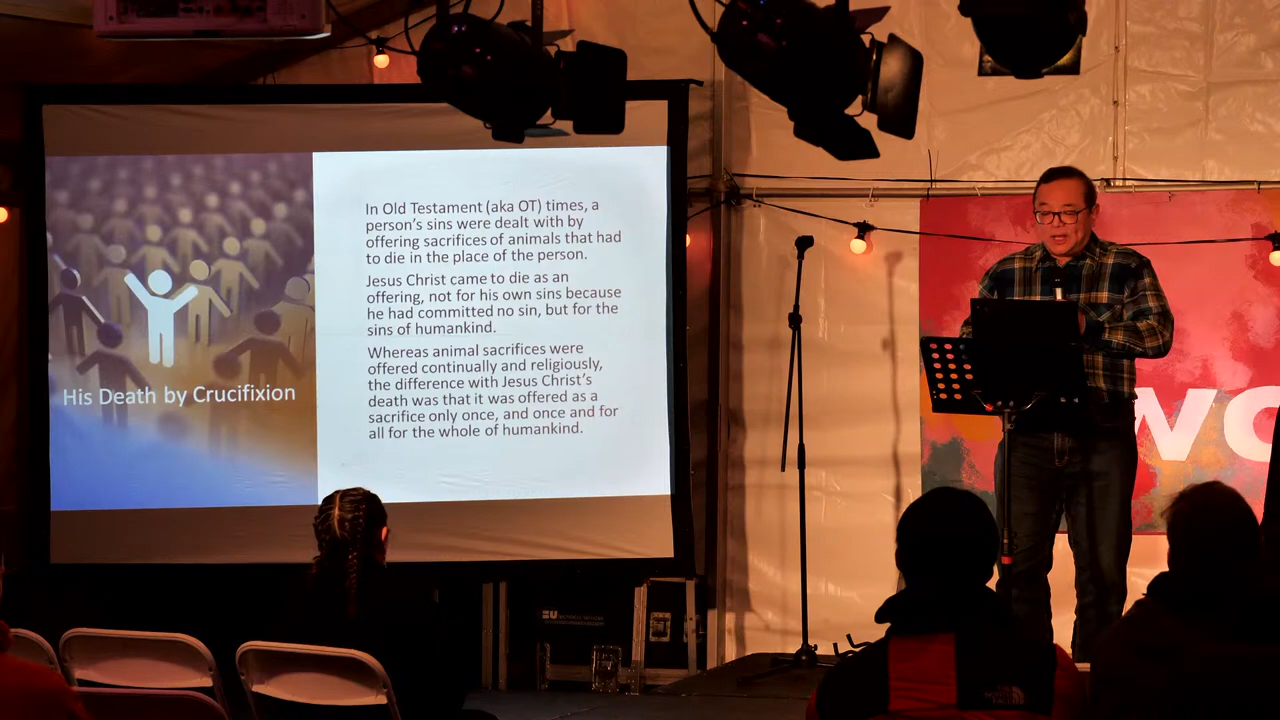 In Old Testament (aka OT) times, a
person's sins were dealt with by
offering sacrifices of animals that had
to die in the place of the person.
Jesus Christ came to die as an
offering, not for his own sins because
he had committed no sin, but for the
sins of humankind.
Whereas animal sacrifices were
offered continually and religiously,
the difference with Jesus Christ's
death was that it was offered as a
sacrifice only once, and once and for
all for the whole of humankind.
His Death by Crucifixion
wo
THE
NORTH
FACE